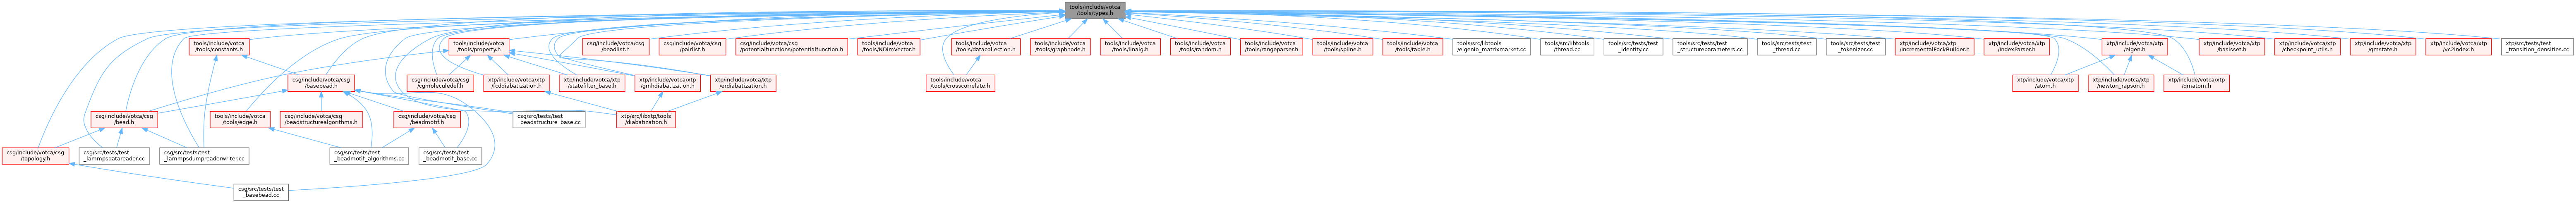 tools/include/votca
/tools/types.h
tools/include/votca
/tools/constants.h
tools/include/votca
/tools/property.h
csg/include/votca/csg
/beadlist.h
csg/include/votca/csg
/pairlist.h
csg/include/votca/csg
/potentialfunctions/potentialfunction.h
tools/include/votca
/tools/NDimVector.h
tools/include/votca
/tools/datacollection.h
tools/include/votca
/tools/graphnode.h
tools/include/votca
/tools/linalg.h
tools/include/votca
/tools/random.h
tools/include/votca
/tools/rangeparser.h
tools/include/votca
/tools/spline.h
tools/include/votca
/tools/table.h
tools/src/libtools
/eigenio_matrixmarket.cc
tools/src/libtools
/thread.cc
tools/src/tests/test
_identity.cc
tools/src/tests/test
_structureparameters.cc
tools/src/tests/test
_thread.cc
tools/src/tests/test
_tokenizer.cc
xtp/include/votca/xtp
/IncrementalFockBuilder.h
xtp/include/votca/xtp
/IndexParser.h
xtp/include/votca/xtp
/eigen.h
xtp/include/votca/xtp
/basisset.h
xtp/include/votca/xtp
/checkpoint_utils.h
xtp/include/votca/xtp
/qmstate.h
xtp/include/votca/xtp
/vc2index.h
xtp/src/tests/test
_transition_densities.cc
csg/include/votca/csg
/basebead.h
csg/include/votca/csg
/cgmoleculedef.h
xtp/include/votca/xtp
/fcddiabatization.h
xtp/include/votca/xtp
/statefilter_base.h
xtp/include/votca/xtp
/gmhdiabatization.h
xtp/include/votca/xtp
/erdiabatization.h
tools/include/votca
/tools/crosscorrelate.h
xtp/include/votca/xtp
/atom.h
xtp/include/votca/xtp
/newton_rapson.h
xtp/include/votca/xtp
/qmatom.h
csg/include/votca/csg
/bead.h
tools/include/votca
/tools/edge.h
csg/include/votca/csg
/beadstructurealgorithms.h
csg/include/votca/csg
/beadmotif.h
csg/src/tests/test
_beadstructure_base.cc
xtp/src/libxtp/tools
/diabatization.h
csg/include/votca/csg
/topology.h
csg/src/tests/test
_lammpsdatareader.cc
csg/src/tests/test
_lammpsdumpreaderwriter.cc
csg/src/tests/test
_beadmotif_algorithms.cc
csg/src/tests/test
_beadmotif_base.cc
csg/src/tests/test
_basebead.cc